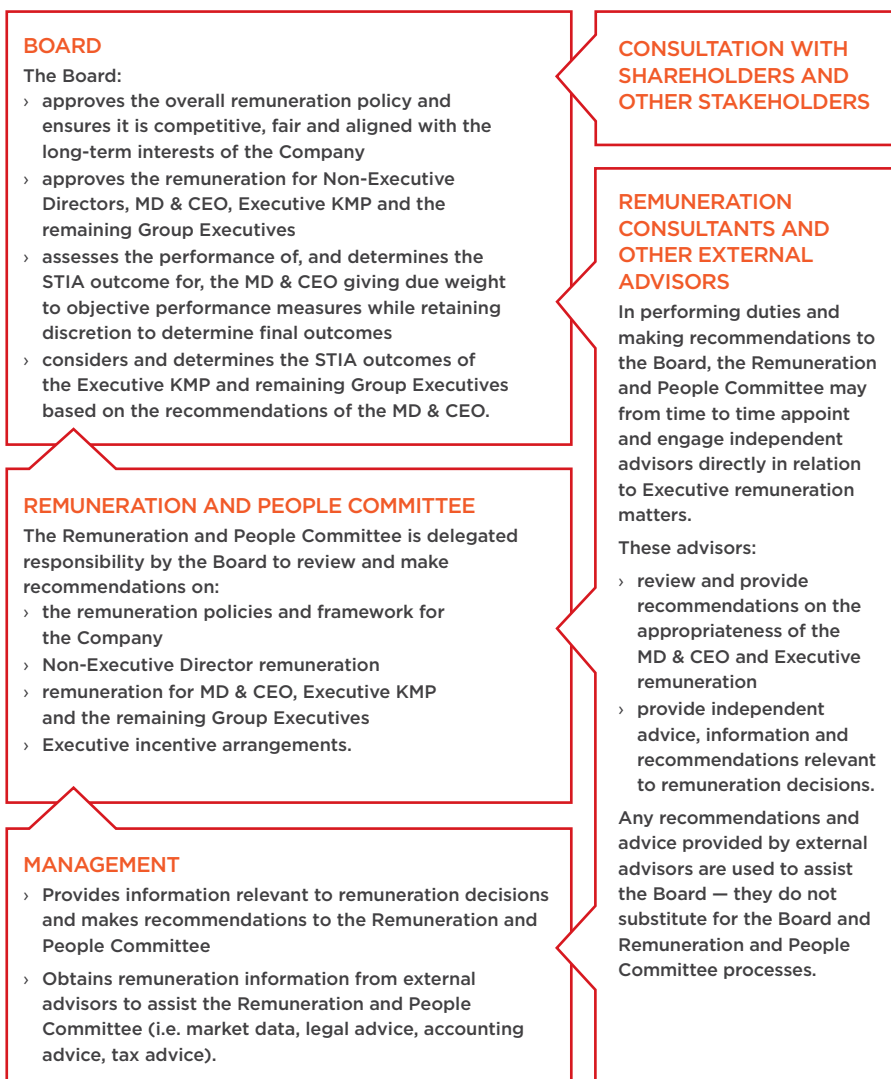 BOARD
The Board:
› approves the overall remuneration policy and
ensures it is competitive, fair and aligned with the
long-term interests of the Company
› approves the remuneration for Non-Executive
Directors, MD & CEO, Executive KMP and the
remaining Group Executives
› assesses the performance of, and determines the
STIA outcome for, the MD & CEO giving due weight
to objective performance measures while retaining
discretion to determine final outcomes
› considers and determines the STIA outcomes of
the Executive KMP and remaining Group Executives
based on the recommendations of the MD & CEO.
REMUNERATION AND PEOPLE COMMITTEE
The Remuneration and People Committee is delegated
responsibility by the Board to review and make
recommendations on:
› the remuneration policies and framework for
the Company
› Non-Executive Director remuneration
› remuneration for MD & CEO, Executive KMP
and the remaining Group Executives
› Executive incentive arrangements.
MANAGEMENT
› Provides information relevant to remuneration decisions
and makes recommendations to the Remuneration and
People Committee
› Obtains remuneration information from external
advisors to assist the Remuneration and People
Committee (i.e. market data, legal advice, accounting
advice, tax advice).
CONSULTATION WITH
SHAREHOLDERS AND
OTHER STAKEHOLDERS
REMUNERATION
CONSULTANTS AND
OTHER EXTERNAL
ADVISORS
In performing duties and
making recommendations to
the Board, the Remuneration
and People Committee may
from time to time appoint
and engage independent
advisors directly in relation
to Executive remuneration
matters.
These advisors:
› review and provide
recommendations on the
appropriateness of the
MD & CEO and Executive
remuneration
› provide independent
advice, information and
recommendations relevant
to remuneration decisions.
Any recommendations and
advice provided by external
advisors are used to assist
the Board — they do not
substitute for the Board and
Remuneration and People
Committee processes.